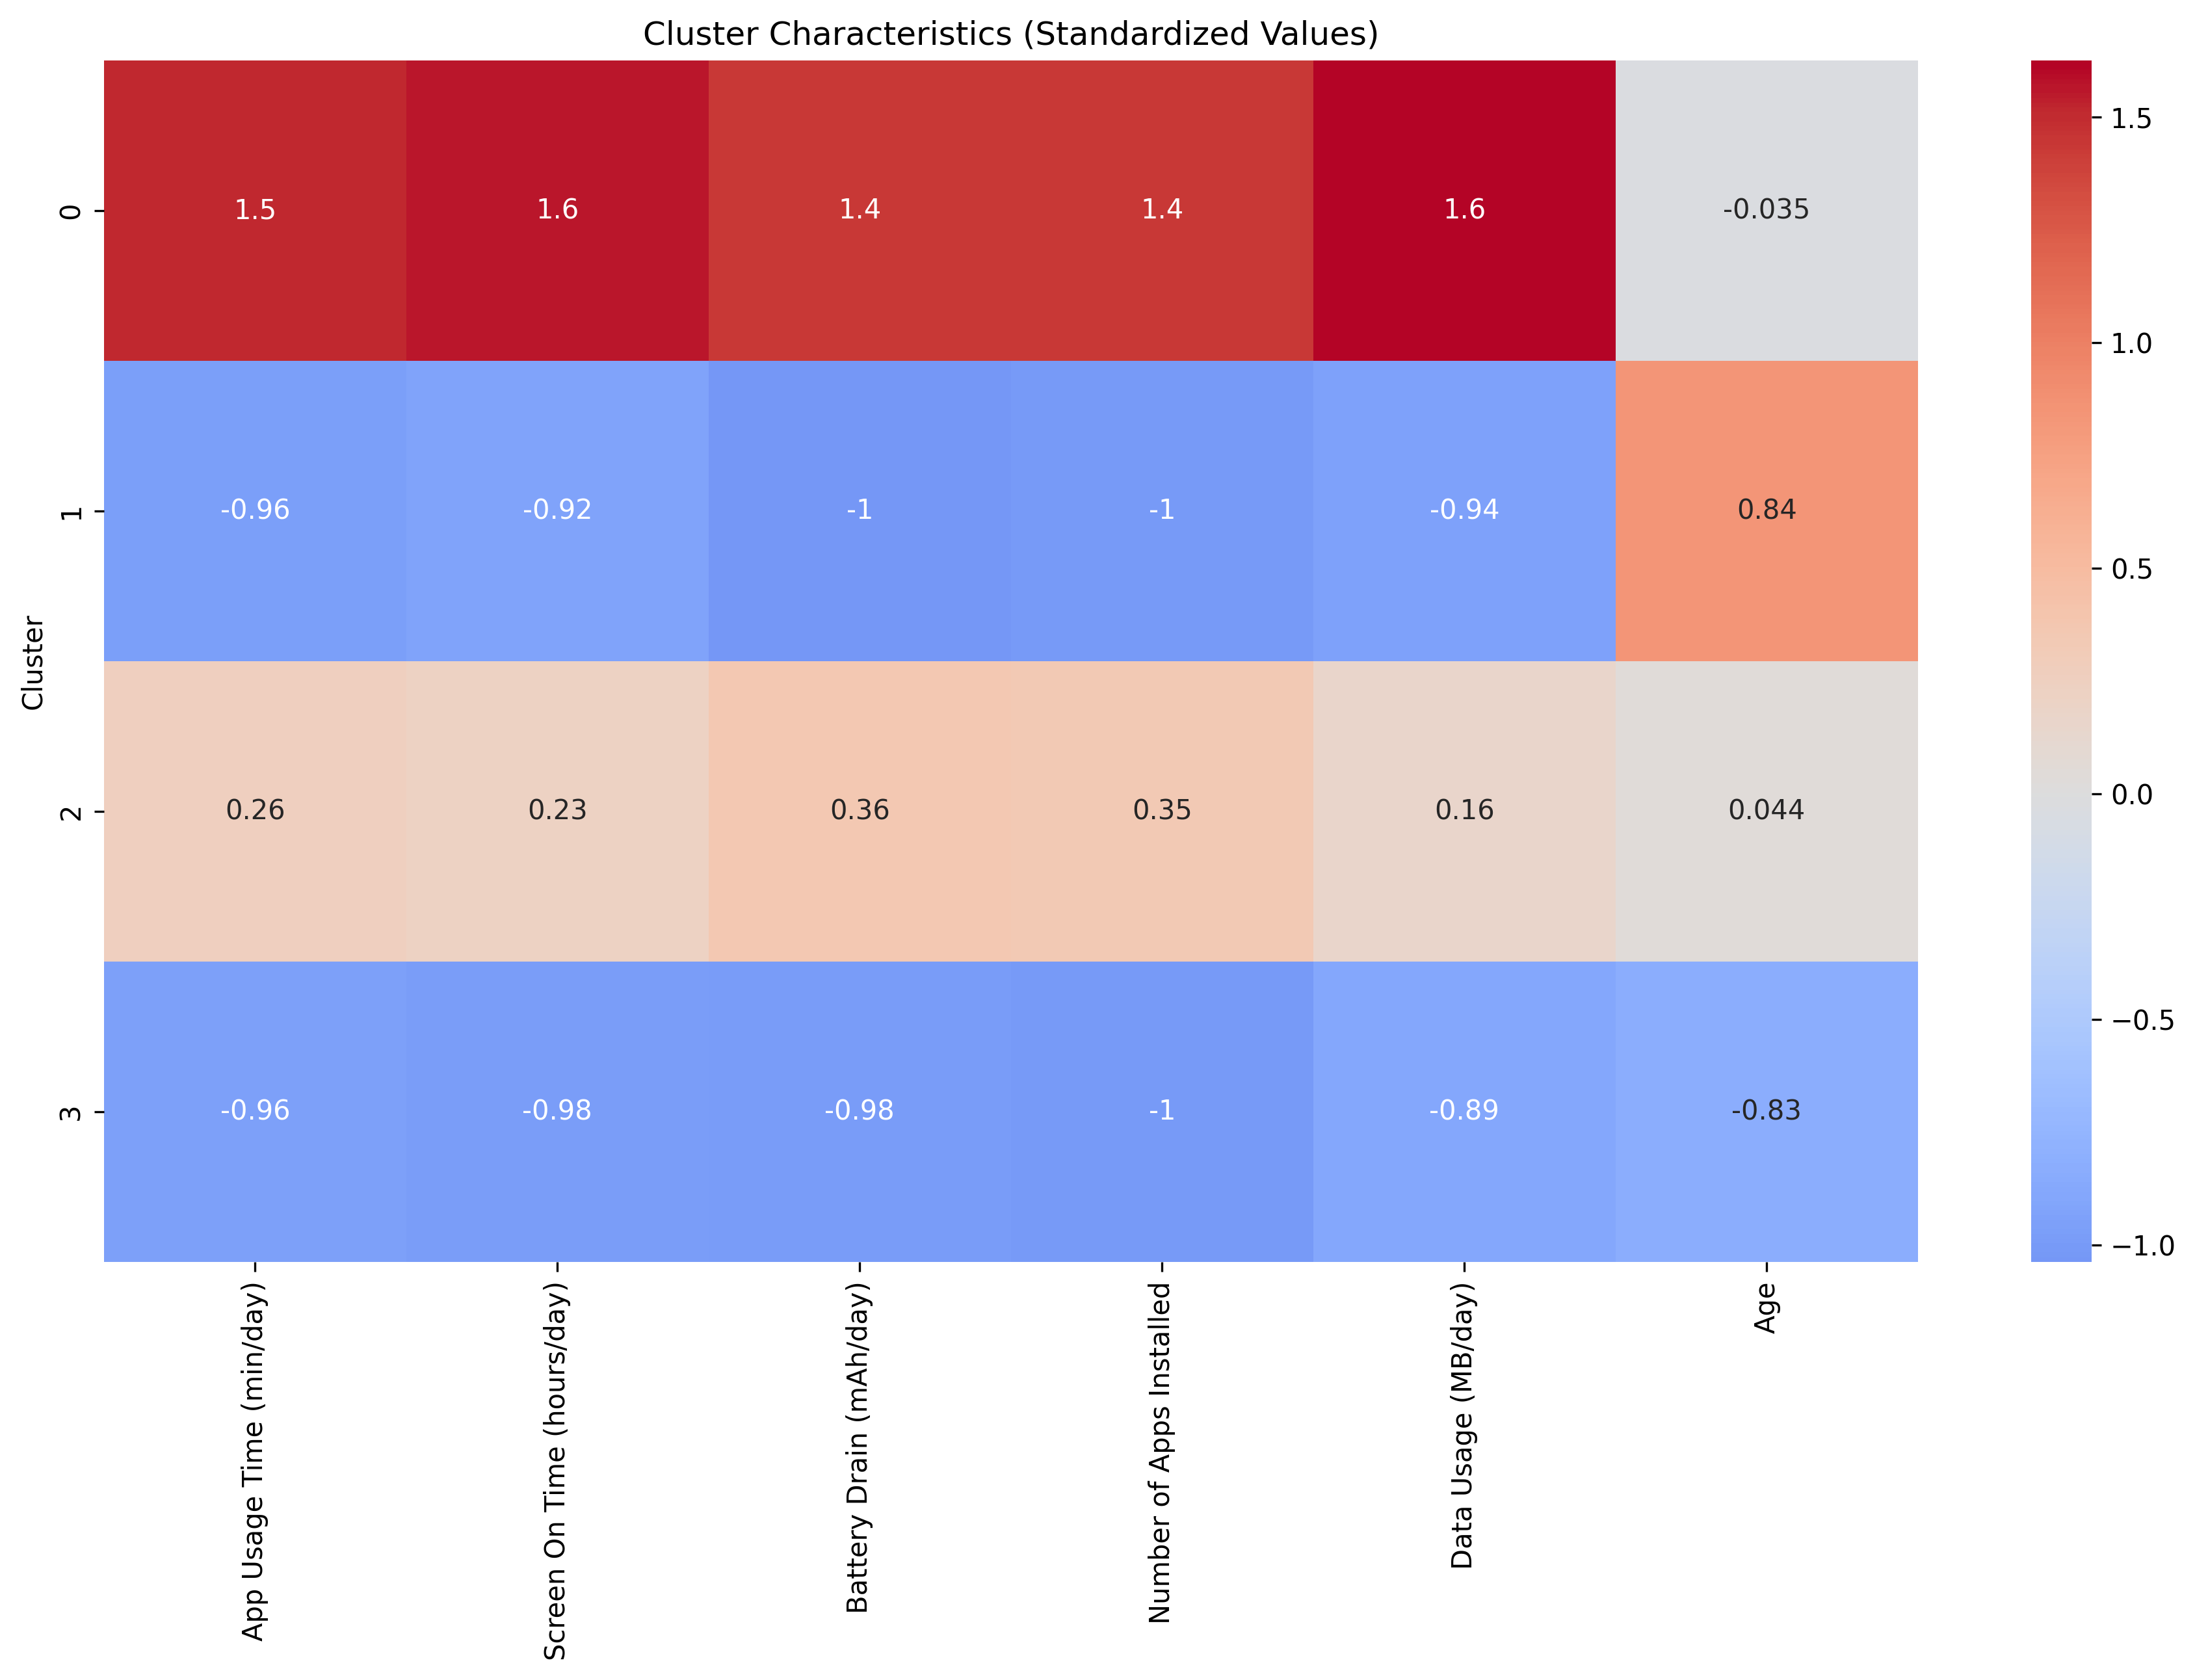 Cluster Characteristics (Standardized Values)
Cluster
0
1.5 1.6 1.4 1.4 1.6 -0.035
1
-0.96 -0.92 -1 -1 -0.94 0.84
2
0.26 0.23 0.36 0.35 0.16 0.044
3
-0.96 -0.98 -0.98 -1 -0.89 -0.83
App Usage Time (min/day)
Screen On Time (hours/day)
Battery Drain (mAh/day)
Number of Apps Installed
Data Usage (MB/day)
Age
1.5
1.0
0.5
0.0
−0.5
−1.0